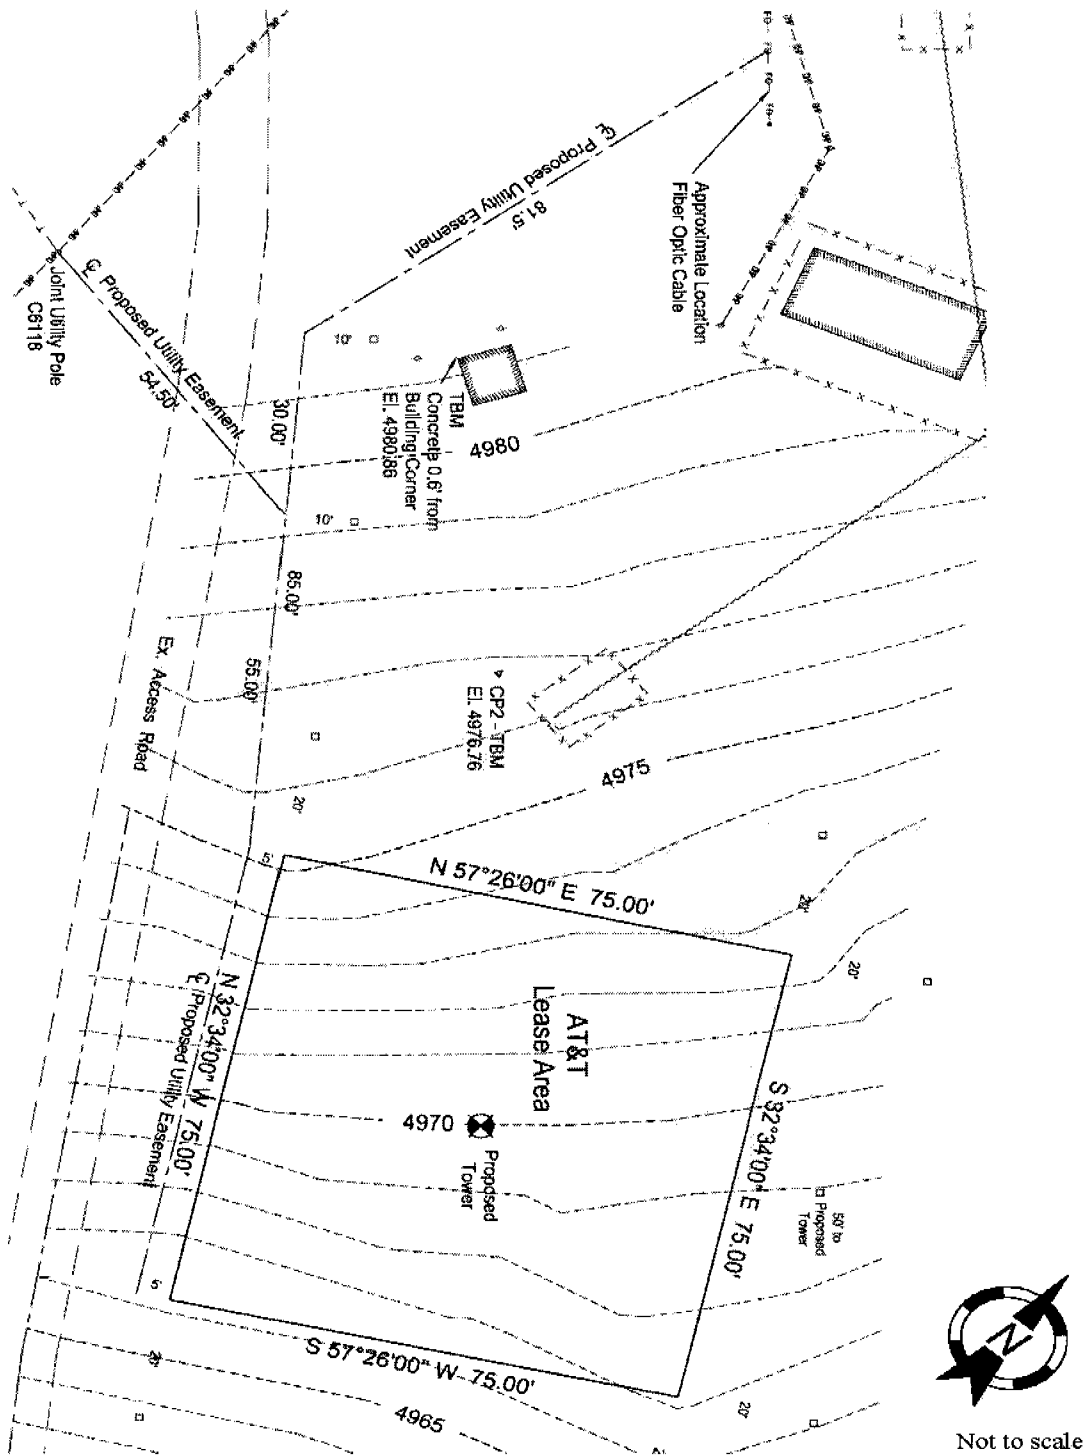 ℄ Proposed Utility Easement
81.5'
Approximate Location
Fiber Optic Cable
℄ Proposed Utility Easement
54.50'
Joint Utility Pole
C6118
10'
30.00'
TBM
Concrete 0.6' from
Building Corner
El. 4980.86
4980
10'
85.00'
55.00'
Ex. Access Road
CP2 - TBM
El. 4976.76
4975
20'
5'
N 57°26'00" E 75.00'
20'
20'
AT&T
Lease Area
N 32°34'00" W 75.00'
℄ Proposed Utility Easement
S 32°34'00" E 75.00'
4970
Proposed
Tower
50' to
Proposed
Tower
5'
20'
S 57°26'00" W 75.00'
4965
20'
N
Not to scale